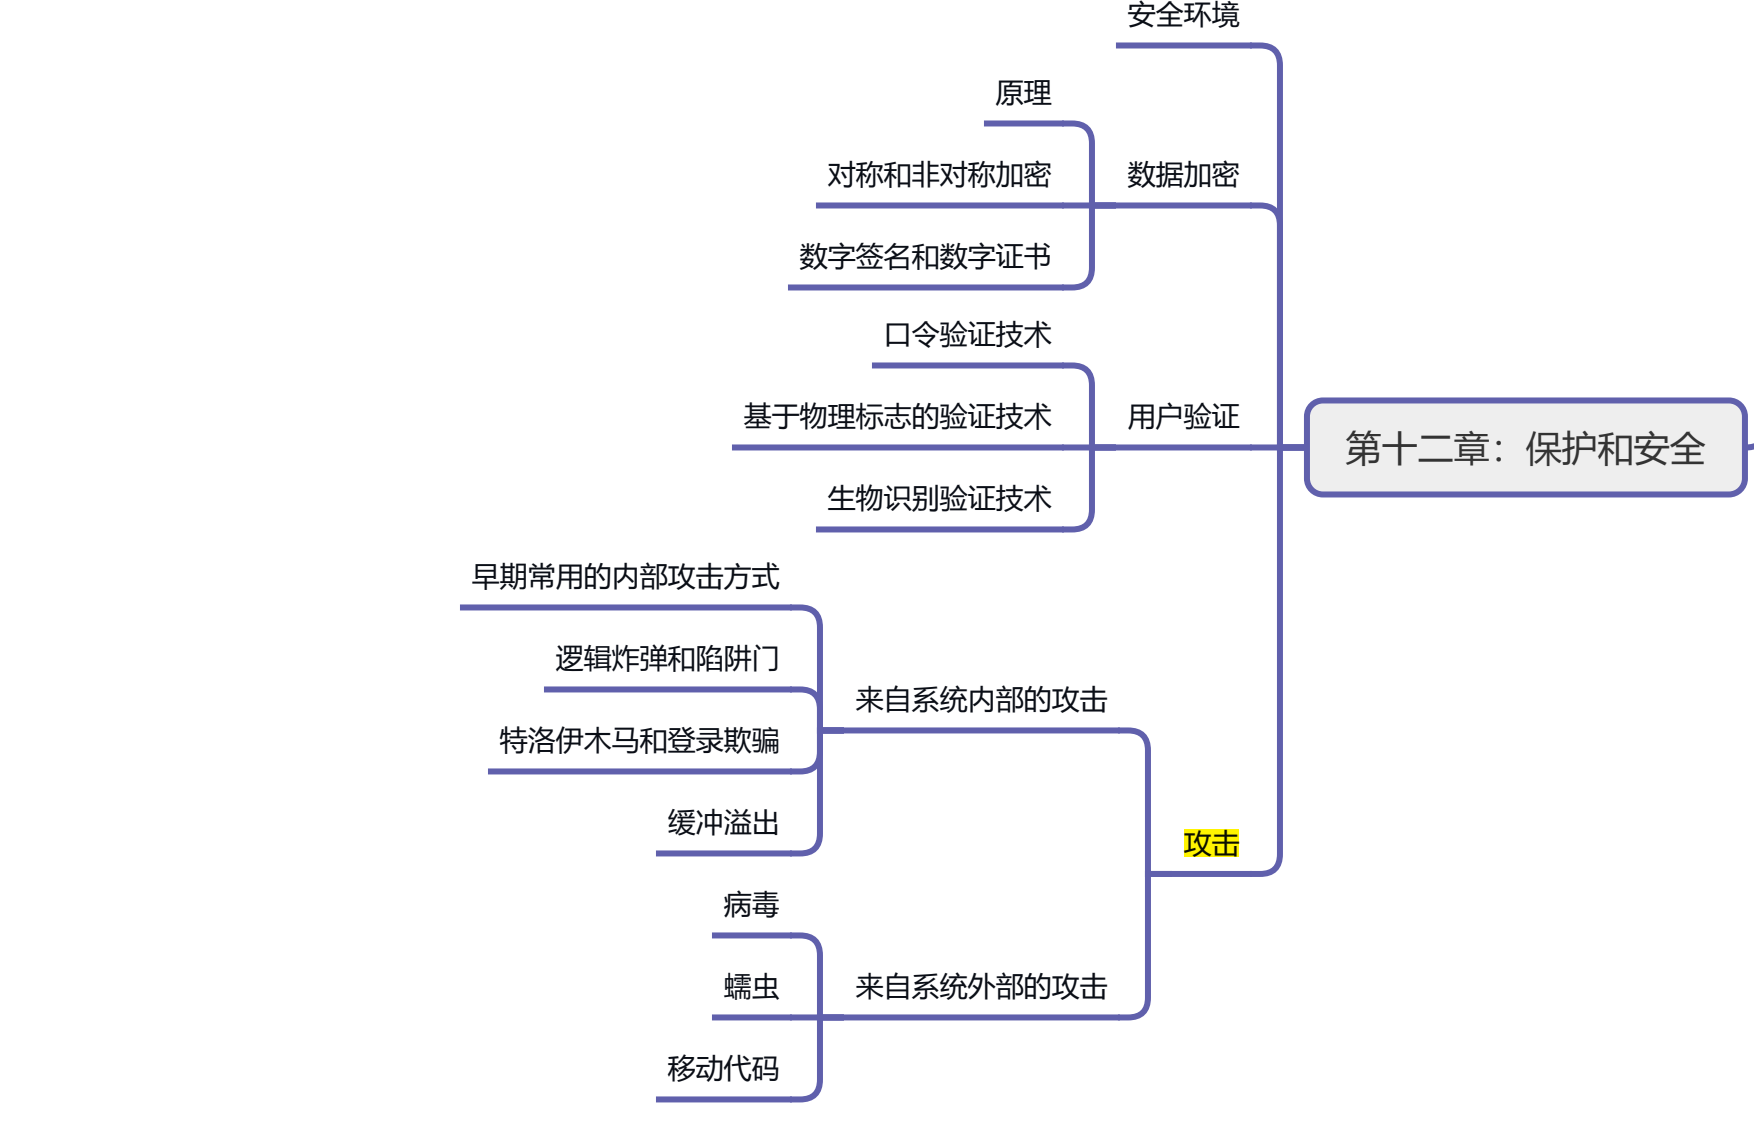 安全环境
原理
对称和非对称加密
数据加密
数字签名和数字证书
口令验证技术
基于物理标志的验证技术
用户验证
第十二章：保护和安全
生物识别验证技术
早期常用的内部攻击方式
逻辑炸弹和陷阱门
来自系统内部的攻击
特洛伊木马和登录欺骗
缓冲溢出
攻击
病毒
蠕虫
来自系统外部的攻击
移动代码